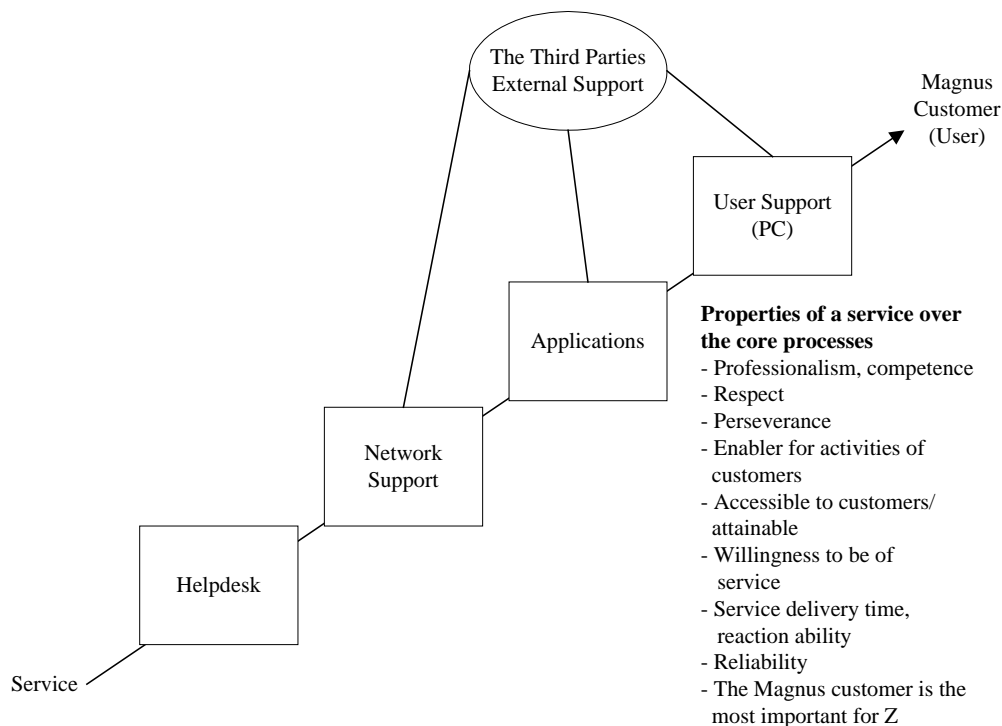 The Third Parties
External Support
Magnus
Customer
(User)
User Support
(PC)
Applications
Network
Support
Helpdesk
Service
Properties of a service over
the core processes
- Professionalism, competence
- Respect
- Perseverance
- Enabler for activities of
customers
- Accessible to customers/
attainable
- Willingness to be of
service
- Service delivery time,
reaction ability
- Reliability
- The Magnus customer is the
most important for Z